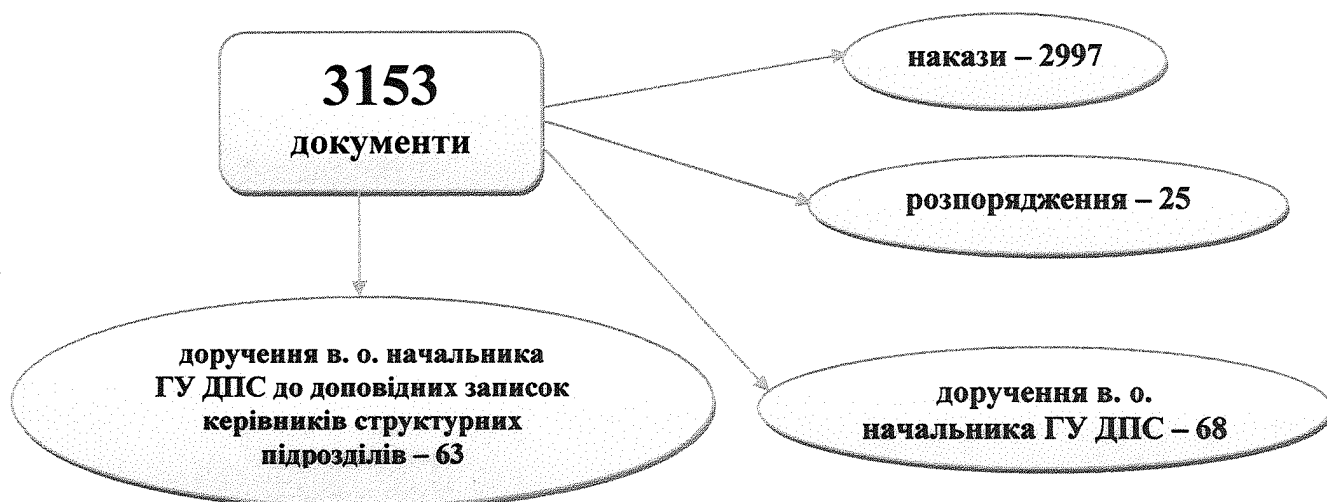 3153
документи
накази – 2997
розпорядження – 25
доручення в. о. начальника
ГУ ДПС до доповідних записок
керівників структурних
підрозділів – 63
доручення в. о.
начальника ГУ ДПС – 68